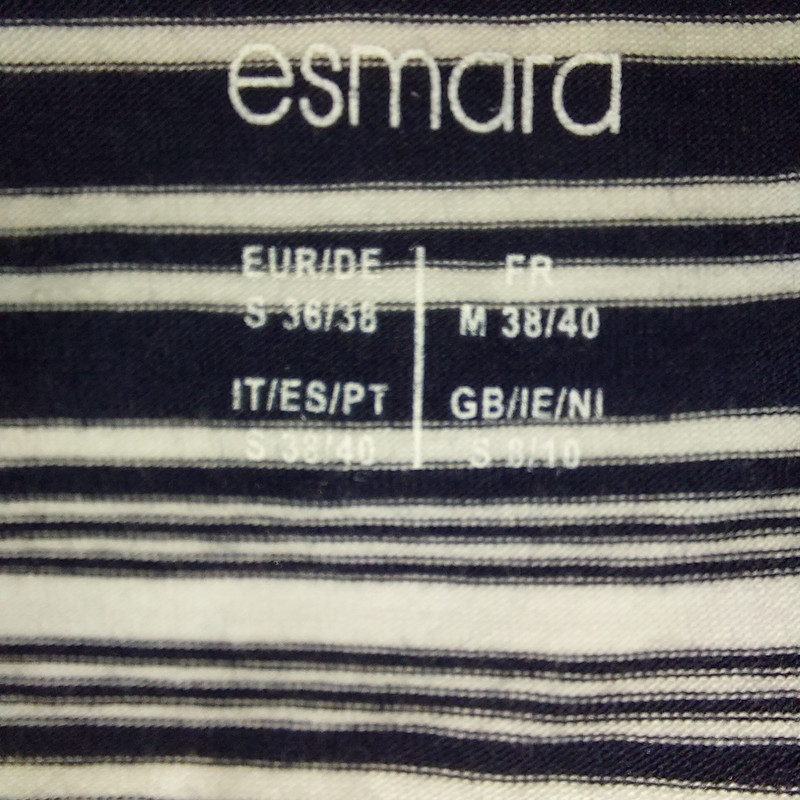 esmara
EUR/DE
S 36/38
FR
M 38/40
IT/ES/PT
S 38/40
GB/IE/NI
S 8/10